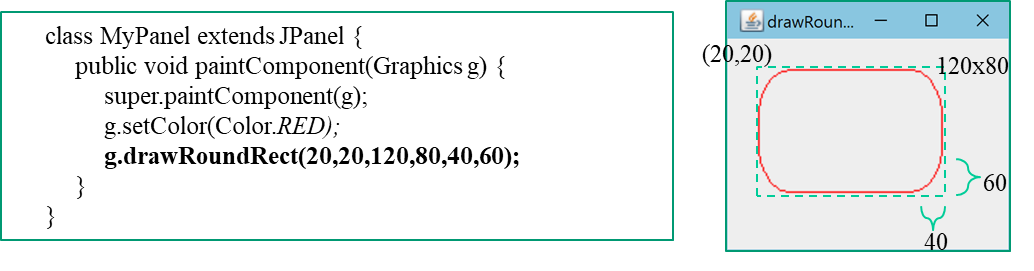 class MyPanel extends JPanel {
public void paintComponent(Graphics g) {
super.paintComponent(g);
g.setColor(Color.RED);
g.drawRoundRect(20,20,120,80,40,60);
}
}
drawRoun...
(20,20)
120x80
60
40